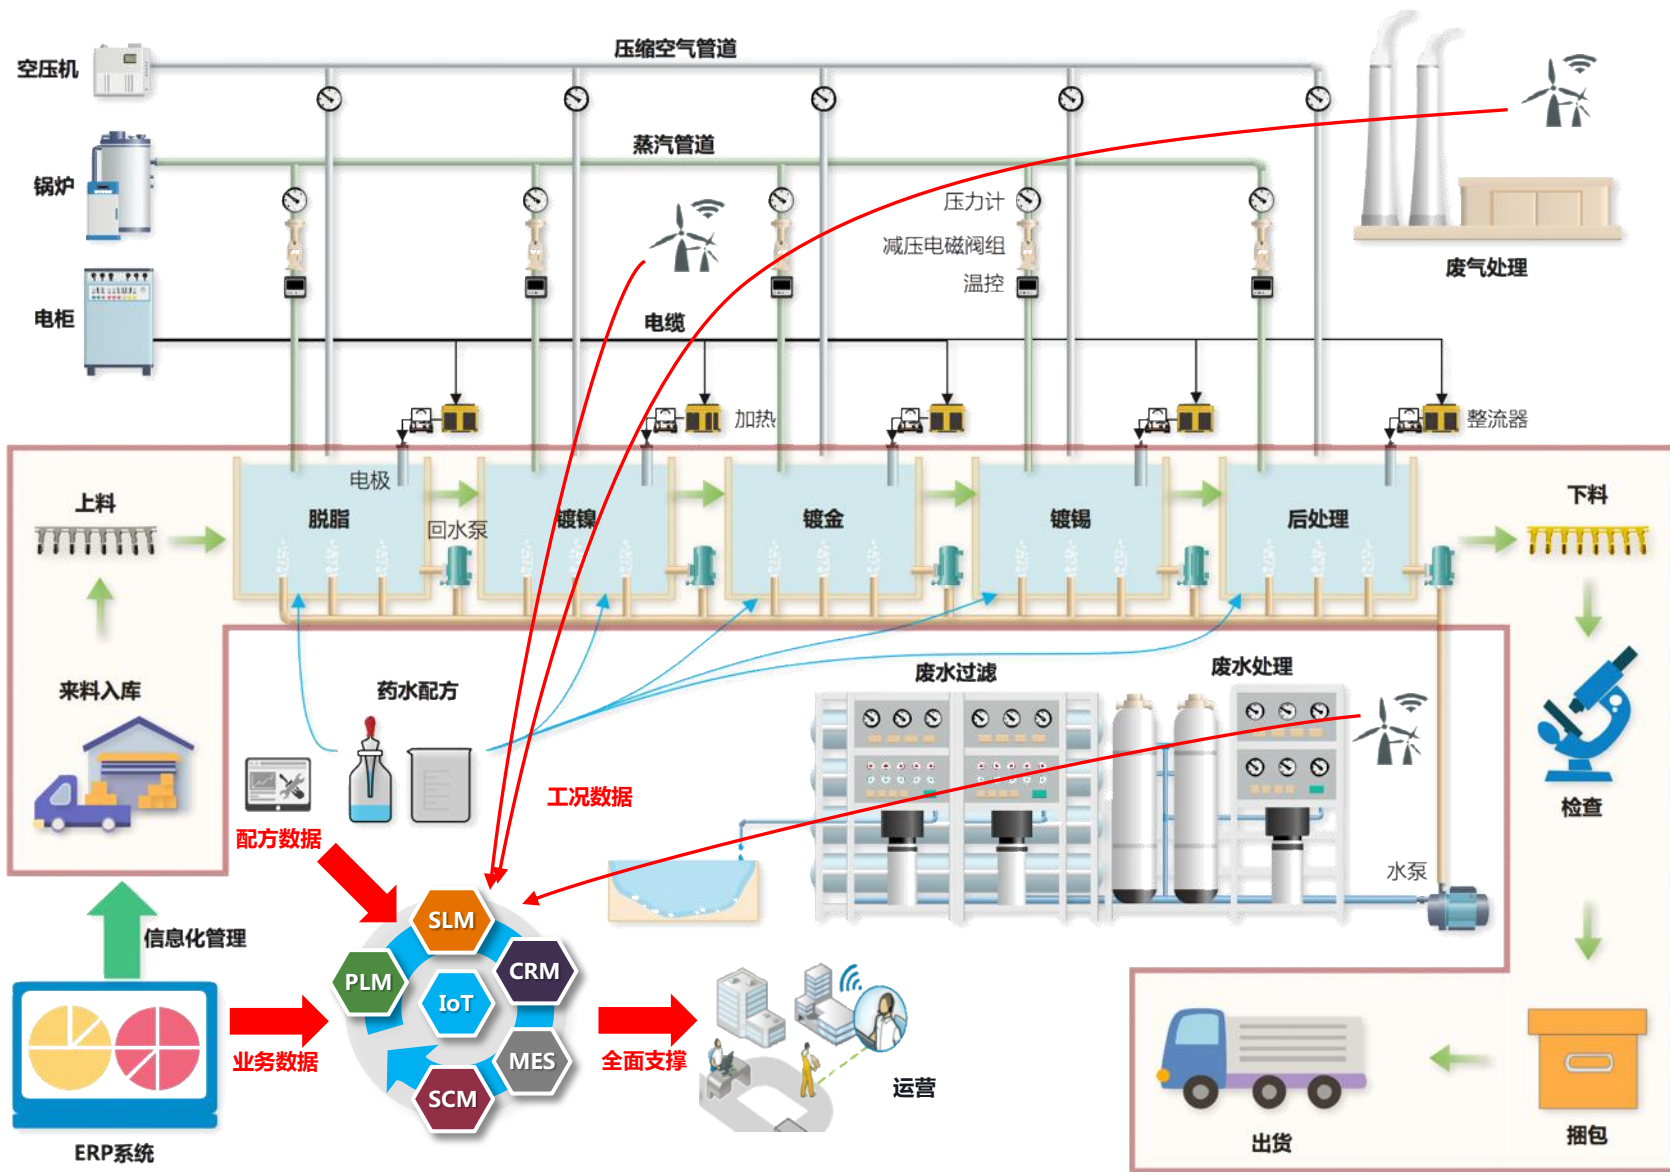 压缩空气管道
空压机
蒸汽管道
锅炉
压力计
减压电磁阀组
温控
废气处理
电柜
电缆
加热
整流器
上料
电极
脱脂
回水泵
镀镍
镀金
镀锡
后处理
下料
来料入库
药水配方
废水过滤
废水处理
检查
配方数据
工况数据
水泵
信息化管理
SLM
PLM
CRM
IoT
MES
SCM
业务数据
全面支撑
运营
ERP系统
出货
捆包